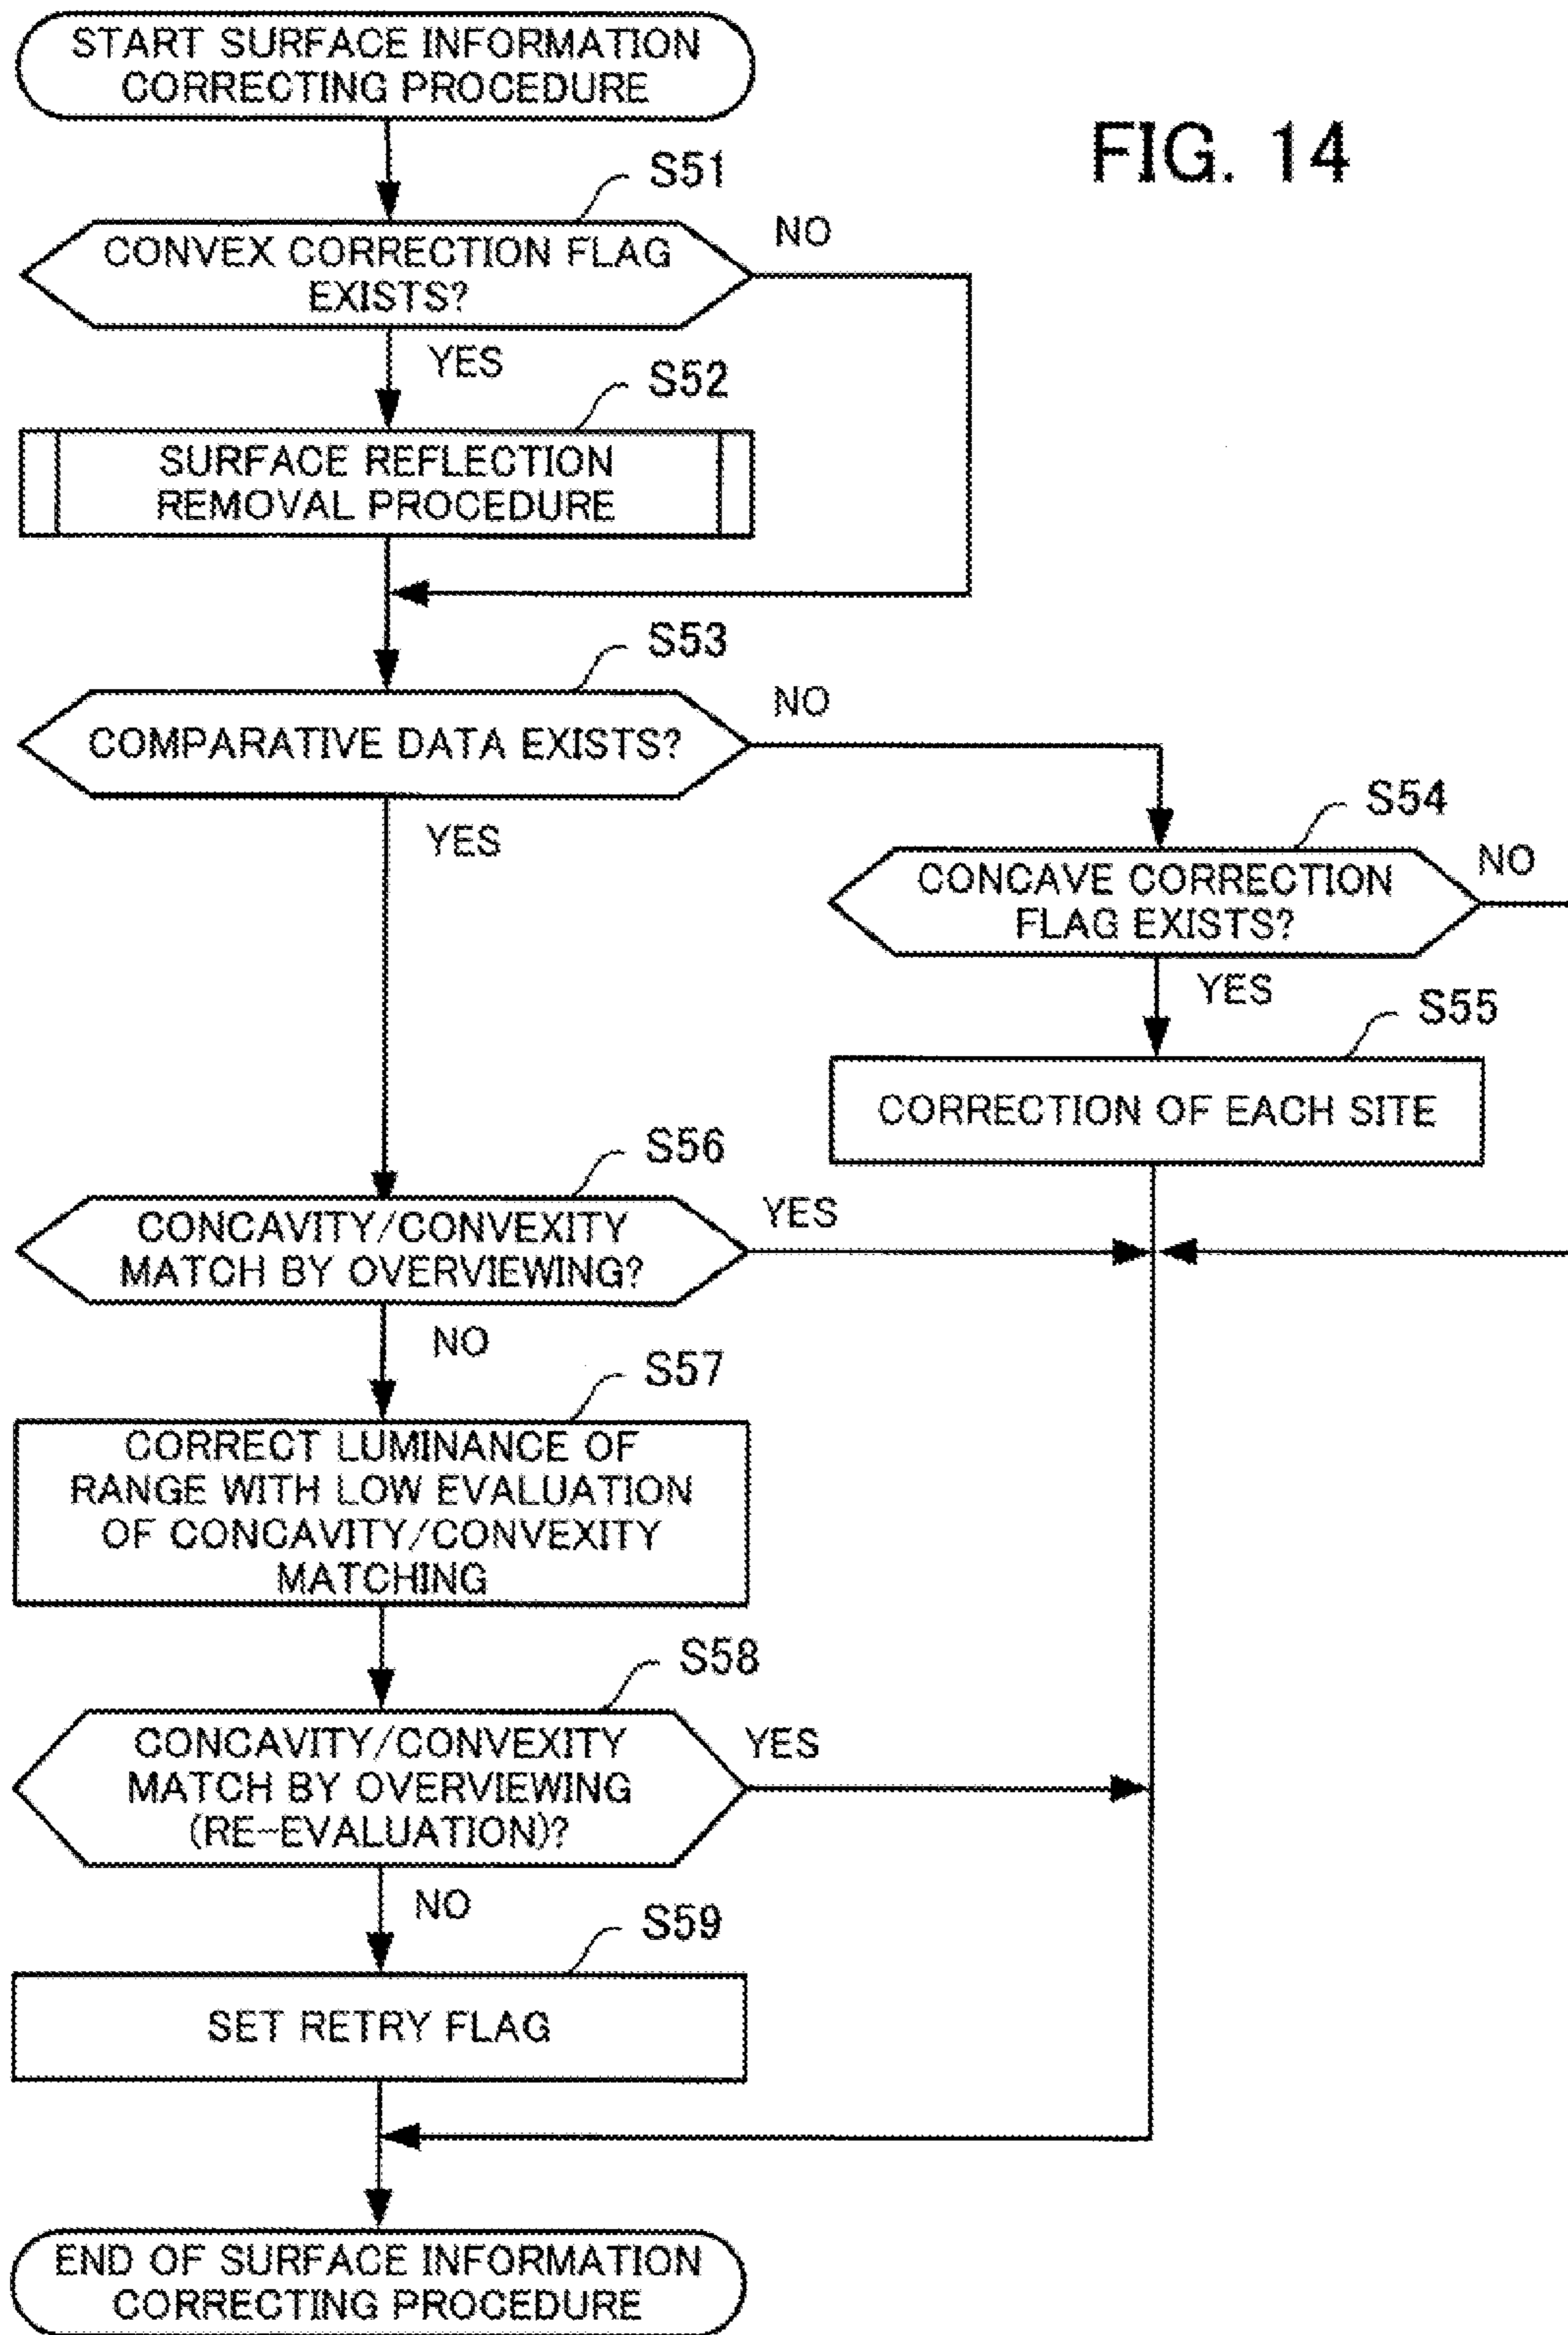 START SURFACE INFORMATION
CORRECTING PROCEDURE
FIG. 14
S51
CONVEX CORRECTION FLAG
EXISTS?
NO
YES
S52
SURFACE REFLECTION
REMOVAL PROCEDURE
S53
COMPARATIVE DATA EXISTS?
NO
YES
S54
CONCAVE CORRECTION
FLAG EXISTS?
NO
YES
S55
CORRECTION OF EACH SITE
S56
CONCAVITY/CONVEXITY
MATCH BY OVERVIEWING?
YES
NO
S57
CORRECT LUMINANCE OF
RANGE WITH LOW EVALUATION
OF CONCAVITY/CONVEXITY
MATCHING
S58
CONCAVITY/CONVEXITY
MATCH BY OVERVIEWING
(RE-EVALUATION)?
YES
NO
S59
SET RETRY FLAG
END OF SURFACE INFORMATION
CORRECTING PROCEDURE